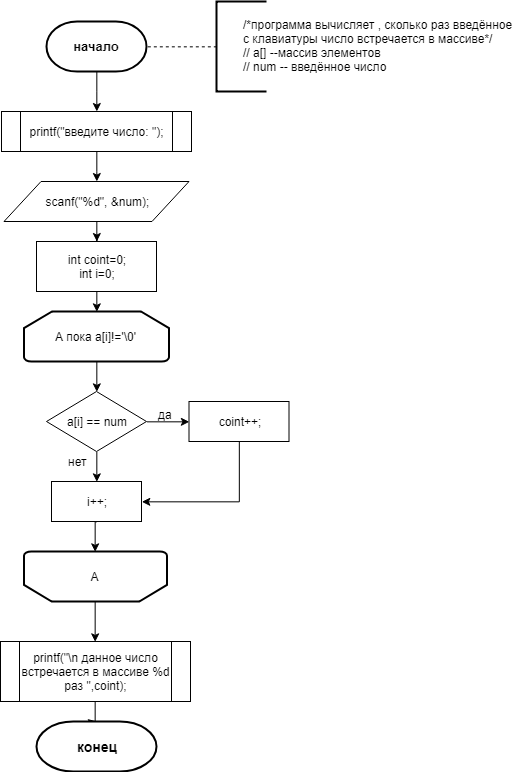 /*программа вычисляет , сколько раз введённое
с клавиатуры число встречается в массиве*/
// a[] --массив элементов
// num -- введённое число
начало
printf("введите число: ");
scanf("%d", &num);
int coint=0;
int i=0;
А пока a[i]!='\0'
a[i] == num
да
coint++;
нет
i++;
А
printf("\n данное число
встречается в массиве %d
раз ",coint);
конец